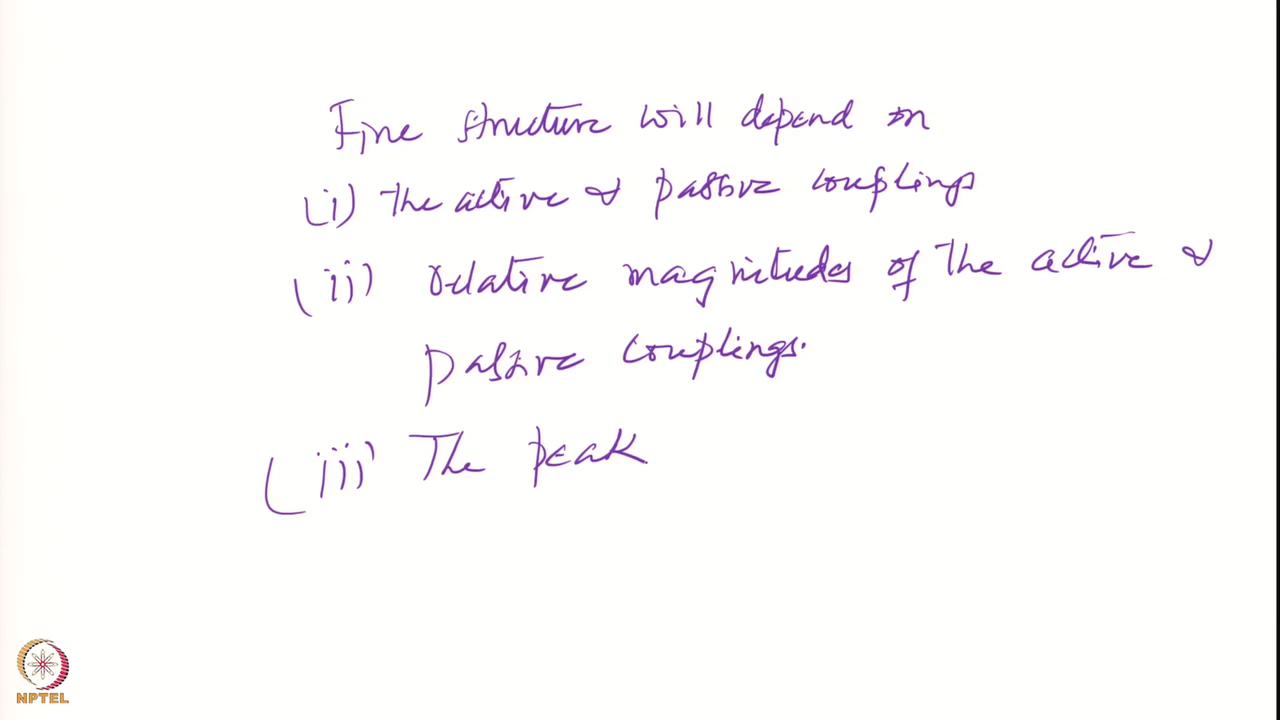 Fine structure will depend on
(i) The active & passive couplings
(ii) relative magnitudes of the active &
passive couplings.
(iii) The peak
NPTEL